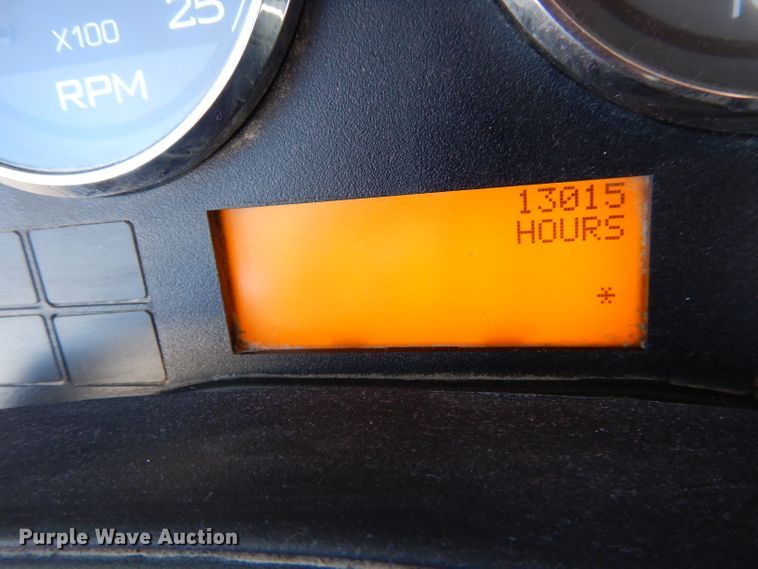 25
X100
RPM
13015
HOURS
*
Purple Wave Auction